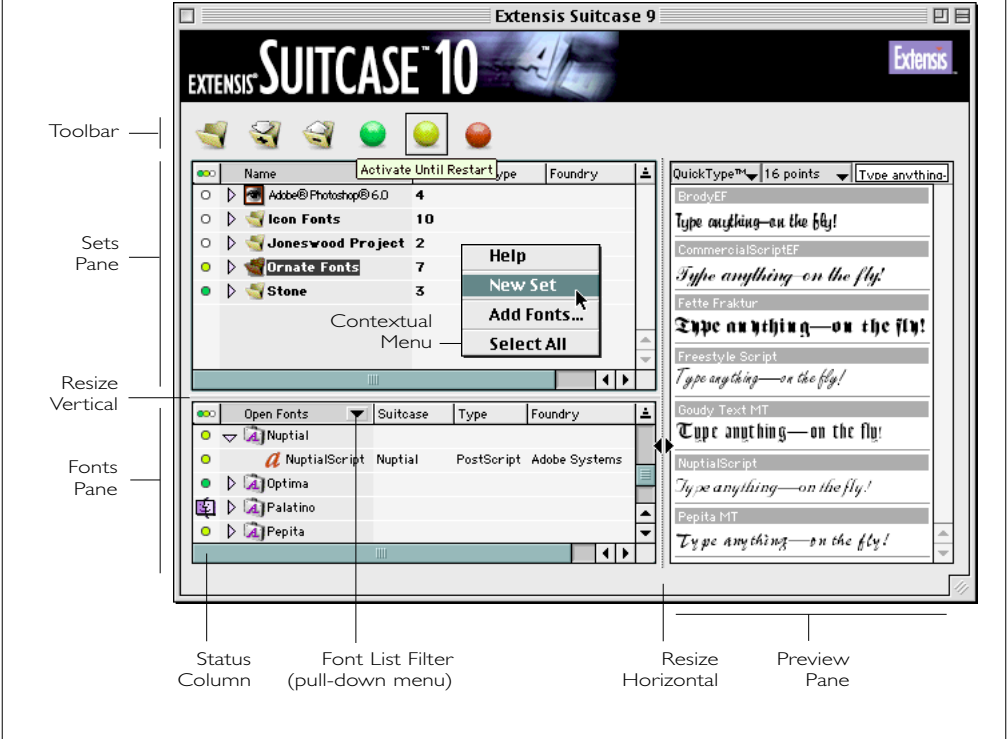 Extensis Suitcase 9
EXTENSIS® SUITCASE™ 10
Extensis
Toolbar
Activate Until Restart
Name
ype
Foundry
Adobe® Photoshop® 6.0 4
Icon Fonts 10
Joneswood Project 2
Ornate Fonts 7
Stone 3
Sets
Pane
Help
New Set
Add Fonts...
Select All
Contextual
Menu
Resize
Vertical
Open Fonts Suitcase Type Foundry
Nuptial
NuptialScript Nuptial PostScript Adobe Systems
Optima
Palatino
Pepita
Fonts
Pane
QuickType™ 16 points Type anything-
BrodyEF
Type anything—on the fly!
CommercialScriptEF
Type anything—on the fly!
Fette Fraktur
Type anything—on the fly!
Freestyle Script
Type anything—on the fly!
Goudy Text MT
Type anything—on the fly!
NuptialScript
Type anything—on the fly!
Pepita MT
Type anything—on the fly!
Status
Column
Font List Filter
(pull-down menu)
Resize
Horizontal
Preview
Pane